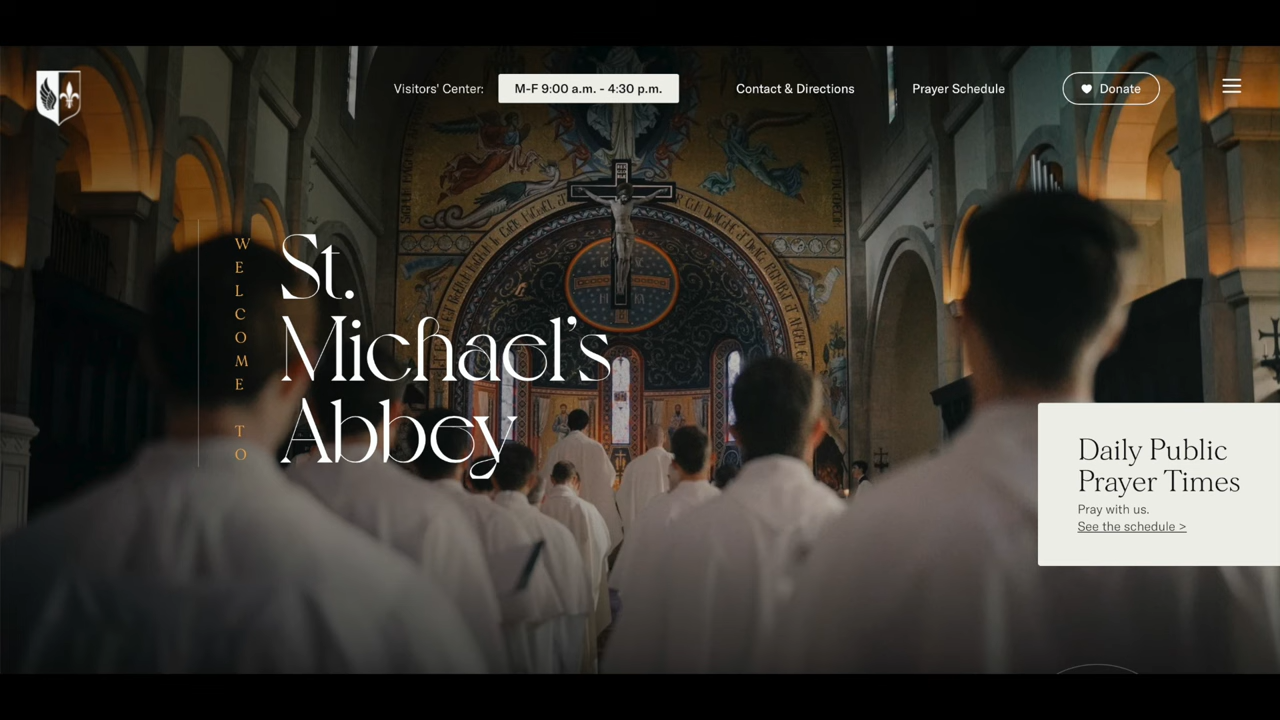 Visitors' Center:
M-F 9:00 a.m. - 4:30 p.m.
Contact & Directions
Prayer Schedule
Donate
WELCOME TO
St.
Michael's
Abbey
Daily Public
Prayer Times
Pray with us.
See the schedule >